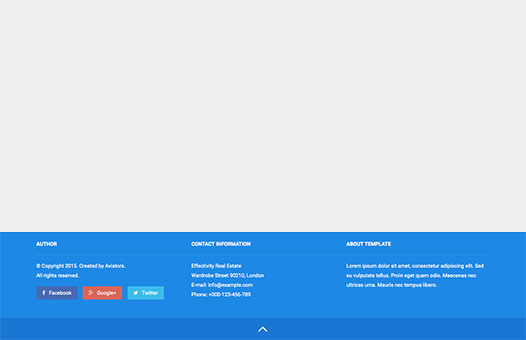 AUTHOR
© Copyright 2015. Created by Aviators.
All rights reserved.
Facebook
Google+
Twitter
CONTACT INFORMATION
Effectivity Real Estate
Wardrobe Street 90210, London
E-mail: info@example.com
Phone: +000-123-456-789
ABOUT TEMPLATE
Lorem ipsum dolor sit amet, consectetur adipiscing elit. Sed
eu vulputate tellus. Proin eget quam odio. Maecenas nec
ultrices urna. Mauris nec tempus libero.